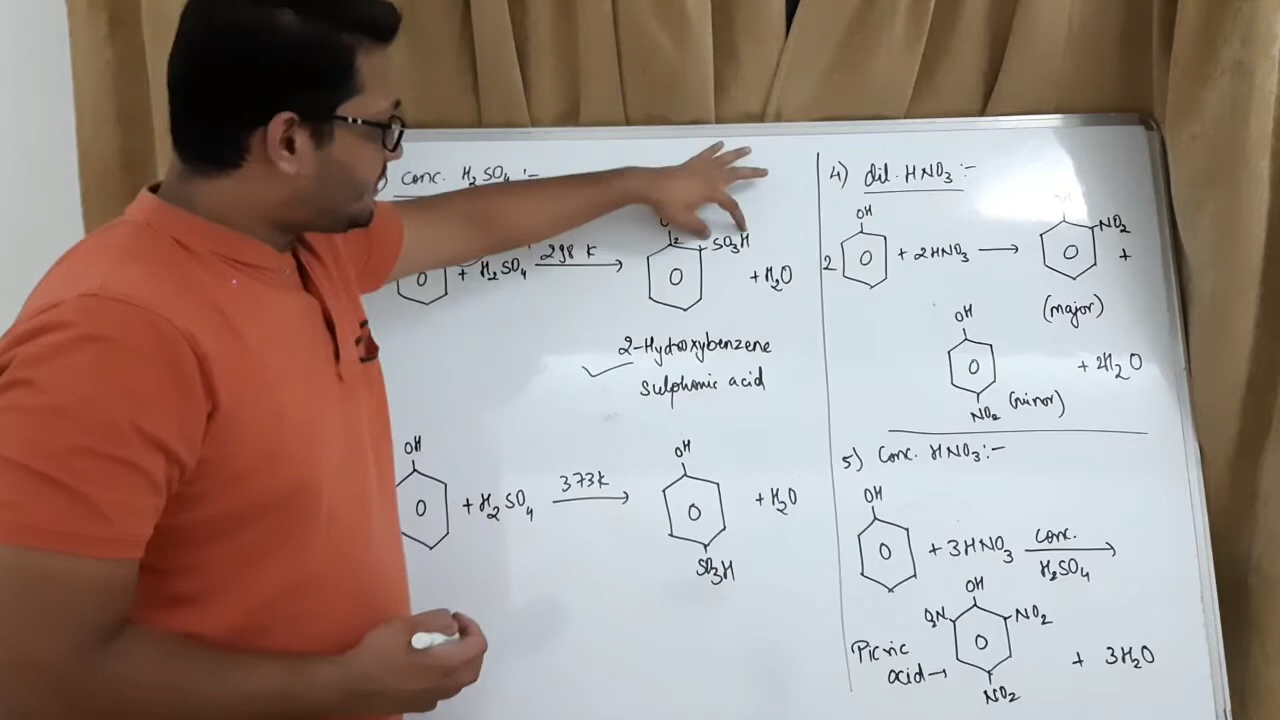 ) conc. H2SO4 :-
+ H2SO4 298 K
2 SO3H
+ H2O
2-Hydroxybenzene
sulphonic acid
OH
+ H2SO4 373K
OH
SO3H
+ H2O
4) dil. HNO3 :-
OH
2 + 2HNO3
OH
NO2
+
(major)
OH
NO2 (minor)
+ 2H2O
5) Conc. HNO3 :-
OH
+ 3HNO3 conc.
H2SO4
Picric
acid
OH
O2N NO2
NO2
+ 3H2O